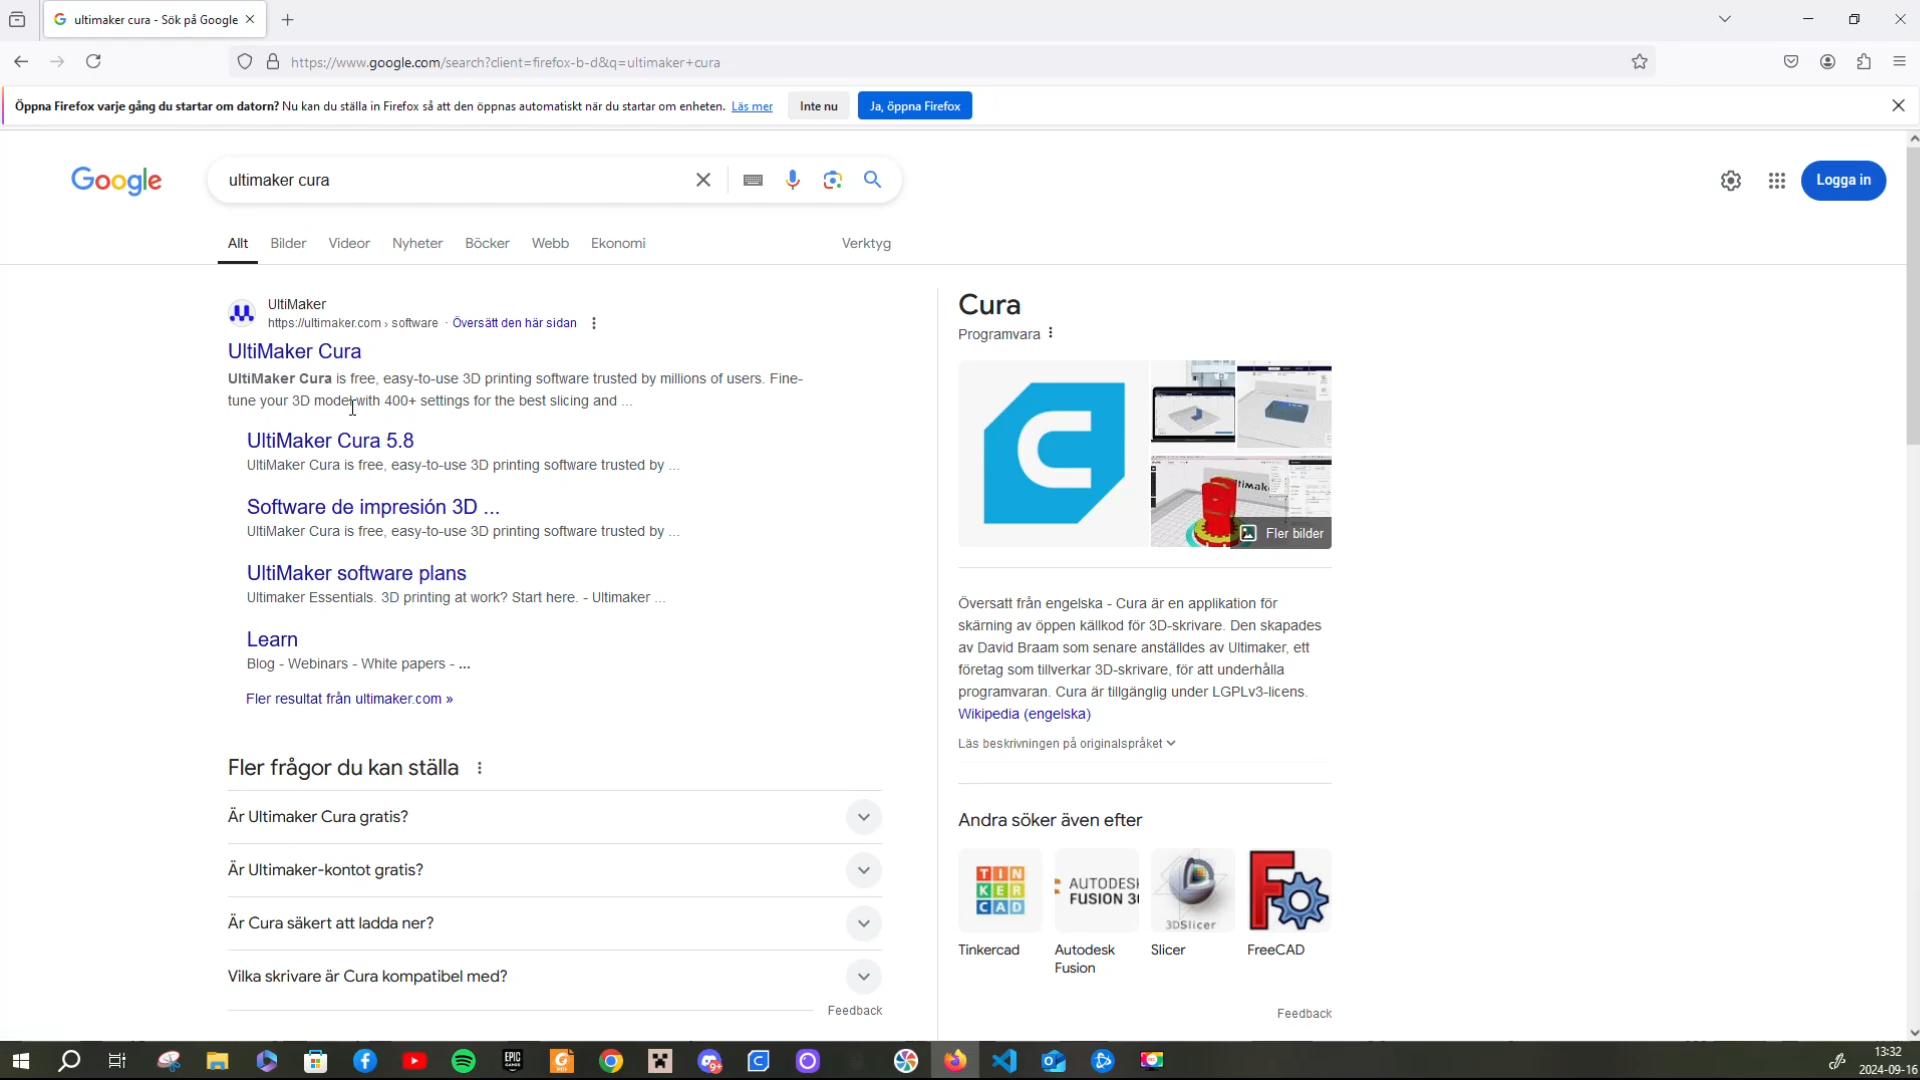 ultimaker cura - Sök på Google
https://www.google.com/search?client=firefox-b-d&q=ultimaker+cura
Öppna Firefox varje gång du startar om datorn? Nu kan du ställa in Firefox så att den öppnas automatiskt när du startar om enheten. Läs mer
Inte nu
Ja, öppna Firefox
Google
ultimaker cura
Logga in
Allt
Bilder
Videor
Nyheter
Böcker
Webb
Ekonomi
Verktyg
UltiMaker
https://ultimaker.com › software · Översätt den här sidan
UltiMaker Cura
UltiMaker Cura is free, easy-to-use 3D printing software trusted by millions of users. Fine-
tune your 3D model with 400+ settings for the best slicing and ...
UltiMaker Cura 5.8
UltiMaker Cura is free, easy-to-use 3D printing software trusted by ...
Software de impresión 3D ...
UltiMaker Cura is free, easy-to-use 3D printing software trusted by ...
UltiMaker software plans
Ultimaker Essentials. 3D printing at work? Start here. - Ultimaker ...
Learn
Blog - Webinars - White papers - ...
Fler resultat från ultimaker.com »
Fler frågor du kan ställa
Är Ultimaker Cura gratis?
Är Ultimaker-kontot gratis?
Är Cura säkert att ladda ner?
Vilka skrivare är Cura kompatibel med?
Feedback
Cura
Programvara
Fler bilder
Översatt från engelska - Cura är en applikation för
skärning av öppen källkod för 3D-skrivare. Den skapades
av David Braam som senare anställdes av Ultimaker, ett
företag som tillverkar 3D-skrivare, för att underhålla
programvaran. Cura är tillgänglig under LGPLv3-licens.
Wikipedia (engelska)
Läs beskrivningen på originalspråket
Andra söker även efter
TIN
KER
CAD
AUTODESK
FUSION 3
3DSlicer
Tinkercad
Autodesk
Fusion
Slicer
FreeCAD
Feedback
EPIC
GAMES
9+
13:32
2024-09-16